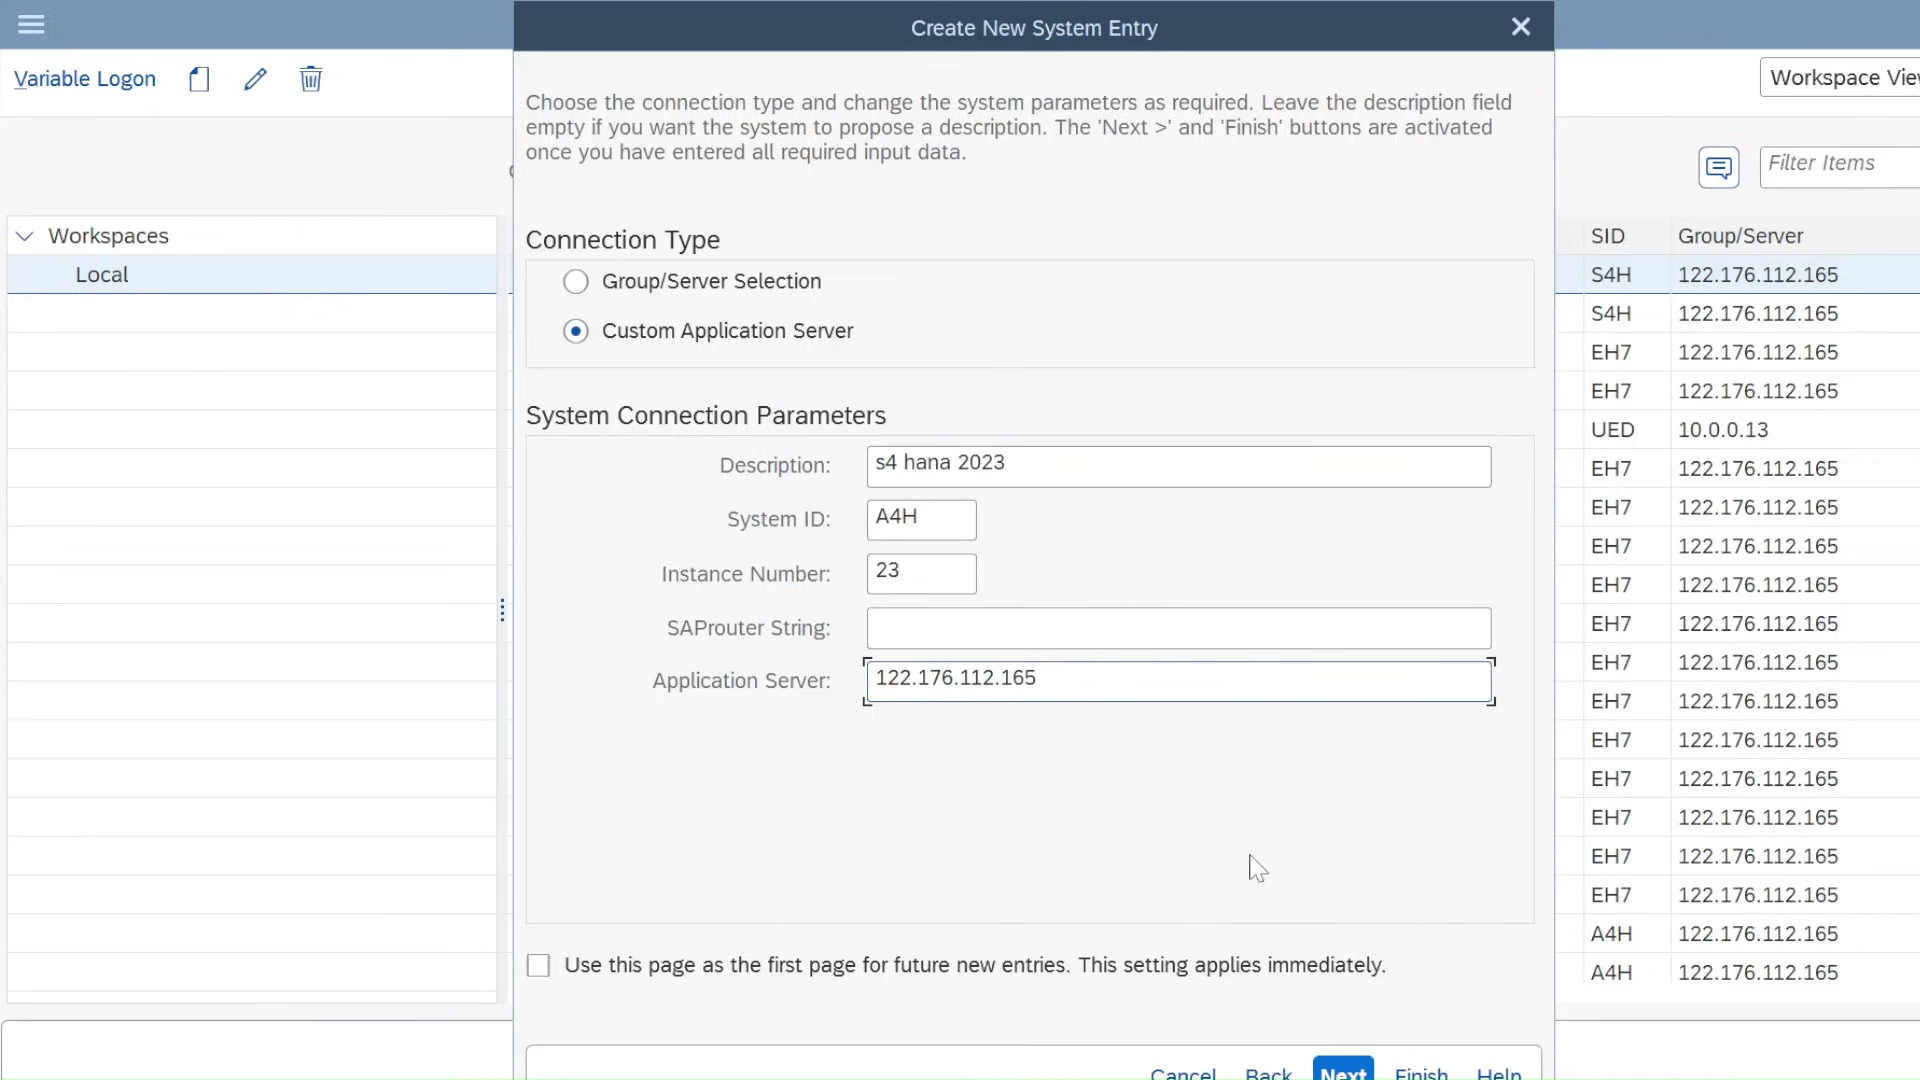 Create New System Entry
Variable Logon
Workspace Vie
Choose the connection type and change the system parameters as required. Leave the description field
empty if you want the system to propose a description. The 'Next >' and 'Finish' buttons are activated
once you have entered all required input data.
Filter Items
Workspaces
Local
Connection Type
Group/Server Selection
Custom Application Server
System Connection Parameters
Description: s4 hana 2023
System ID: A4H
Instance Number: 23
SAProuter String:
Application Server: 122.176.112.165
Use this page as the first page for future new entries. This setting applies immediately.
Cancel Back Next Finish Help
SID Group/Server
S4H 122.176.112.165
S4H 122.176.112.165
EH7 122.176.112.165
EH7 122.176.112.165
UED 10.0.0.13
EH7 122.176.112.165
EH7 122.176.112.165
EH7 122.176.112.165
EH7 122.176.112.165
EH7 122.176.112.165
EH7 122.176.112.165
EH7 122.176.112.165
EH7 122.176.112.165
EH7 122.176.112.165
EH7 122.176.112.165
EH7 122.176.112.165
EH7 122.176.112.165
A4H 122.176.112.165
A4H 122.176.112.165